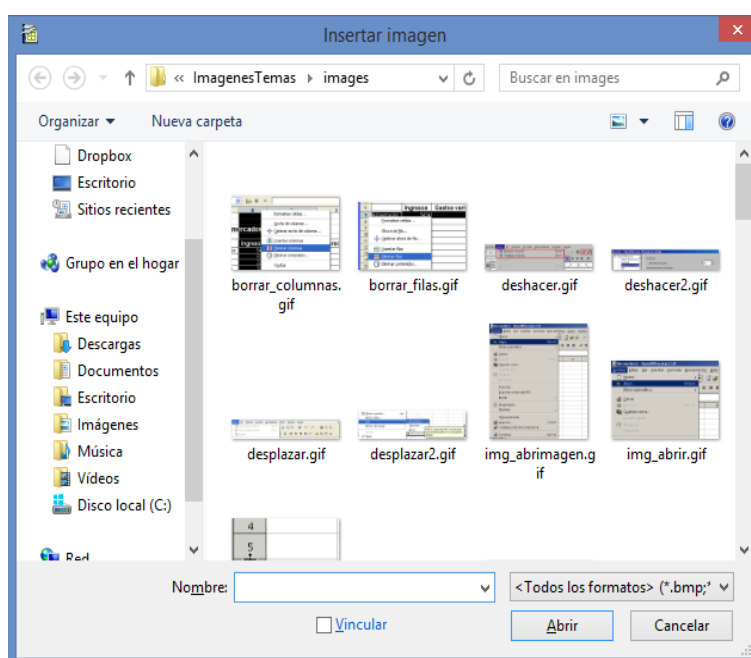 Insertar imagen
« ImagenesTemas images
Buscar en images
Organizar
Nueva carpeta
Dropbox
Escritorio
Sitios recientes
Grupo en el hogar
Este equipo
Descargas
Documentos
Escritorio
Imágenes
Música
Vídeos
Disco local (C:)
Red
borrar_columnas.
gif
borrar_filas.gif
deshacer.gif
deshacer2.gif
desplazar.gif
desplazar2.gif
img_abrimagen.g
if
img_abrir.gif
4
5
Nombre:
<Todos los formatos> (*.bmp;*
Vincular
Abrir
Cancelar